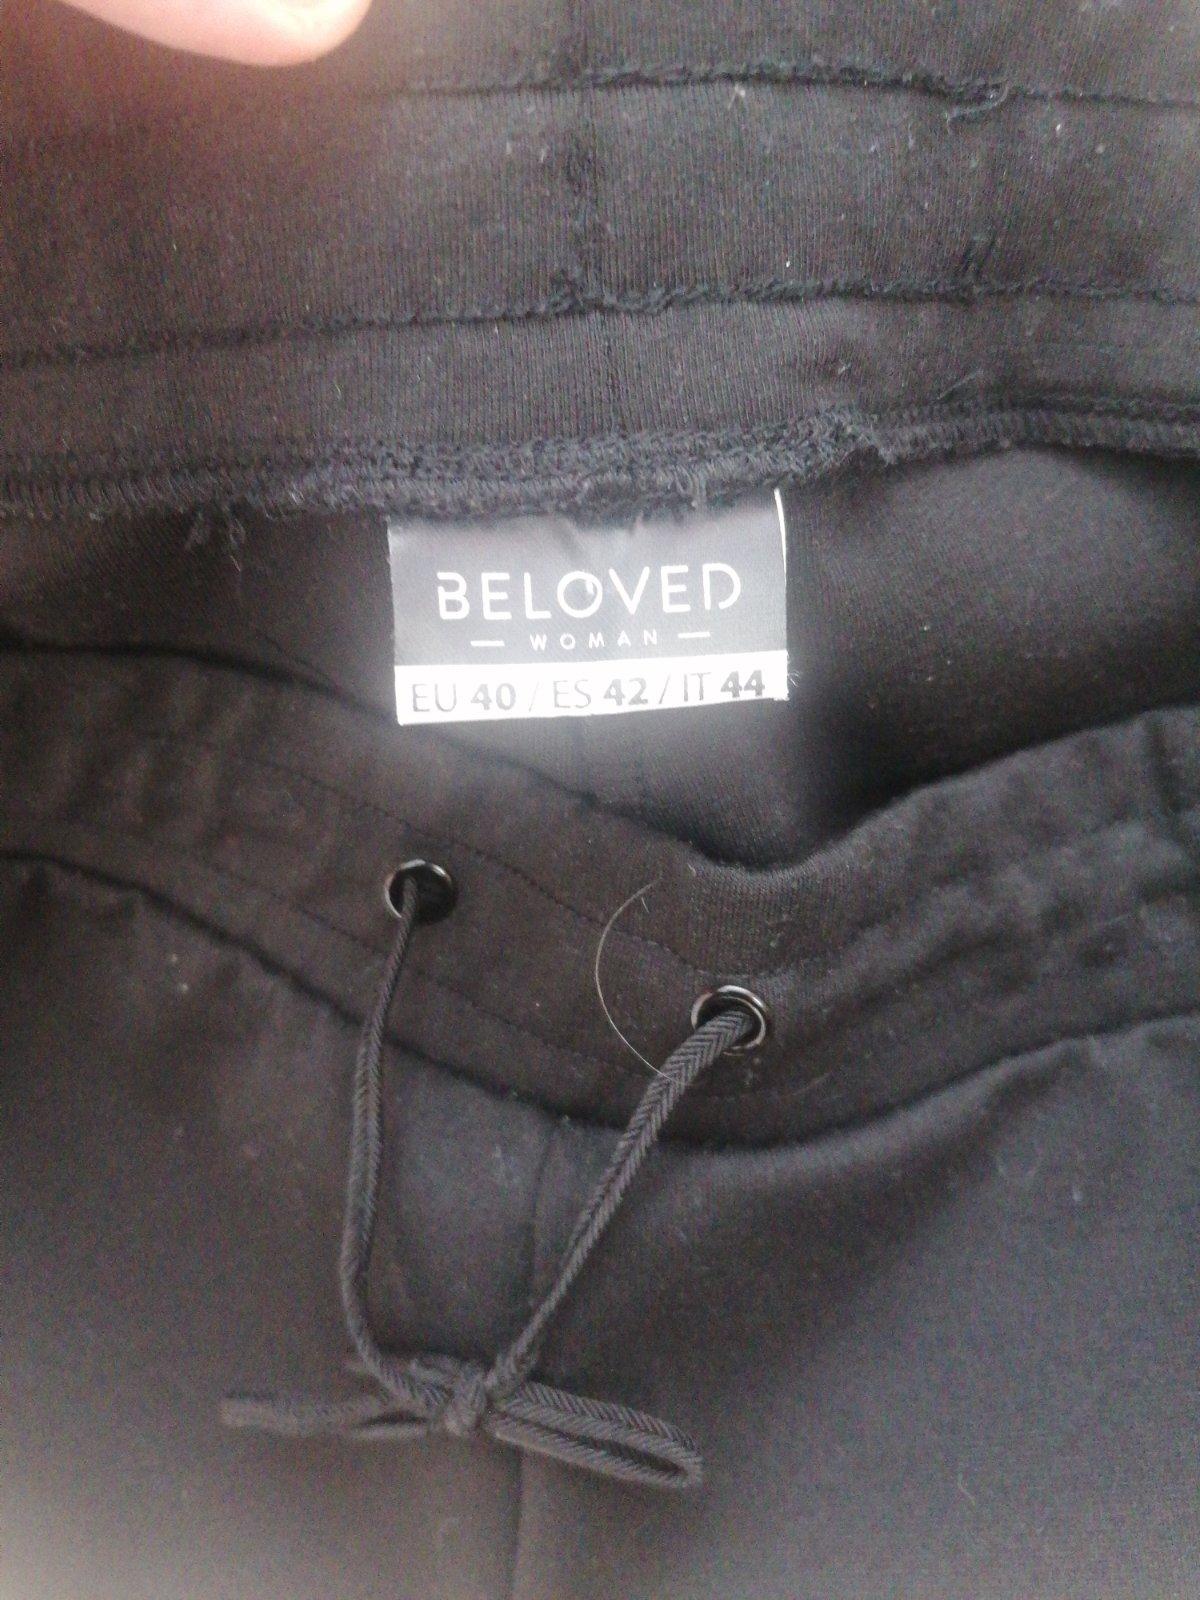 BELOVED
— WOMAN —
EU 40 / ES 42 / IT 44